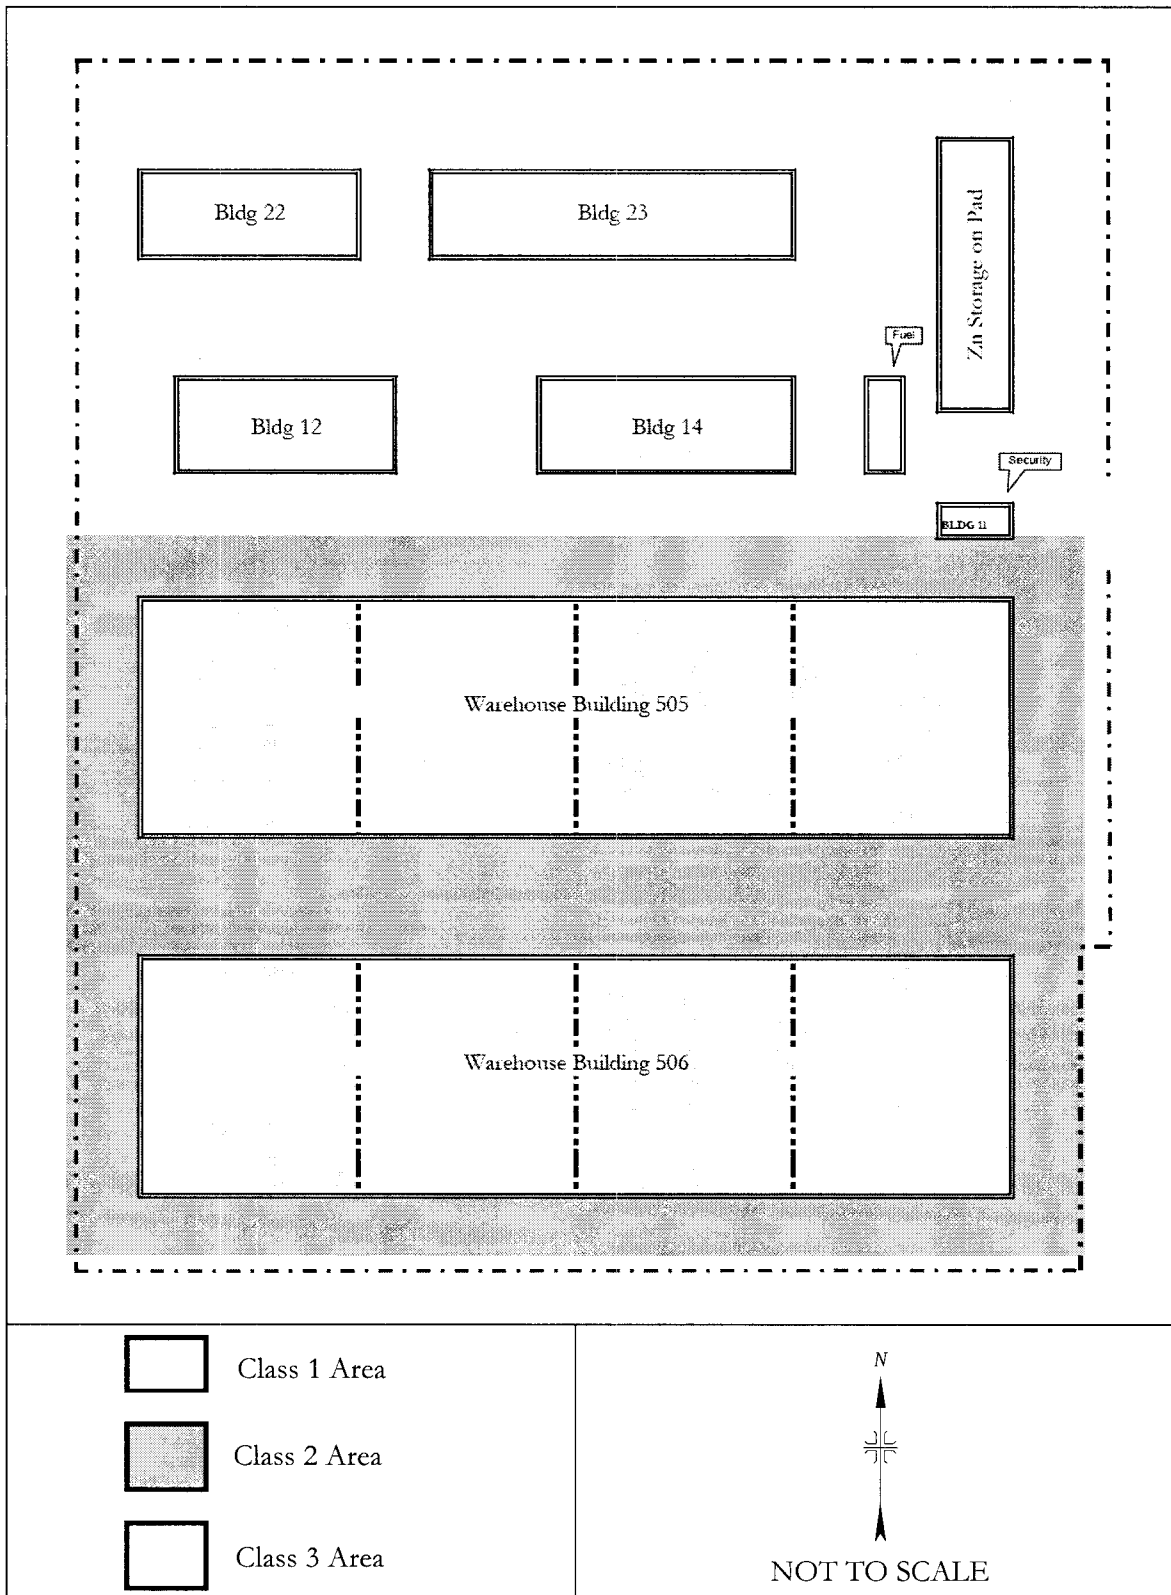 Bldg 22
Bldg 23
Zn Storage on Pad
Fuel
Bldg 12
Bldg 14
Security
BLDG 11
Warehouse Building 505
Warehouse Building 506
Class 1 Area
Class 2 Area
Class 3 Area
N
NOT TO SCALE